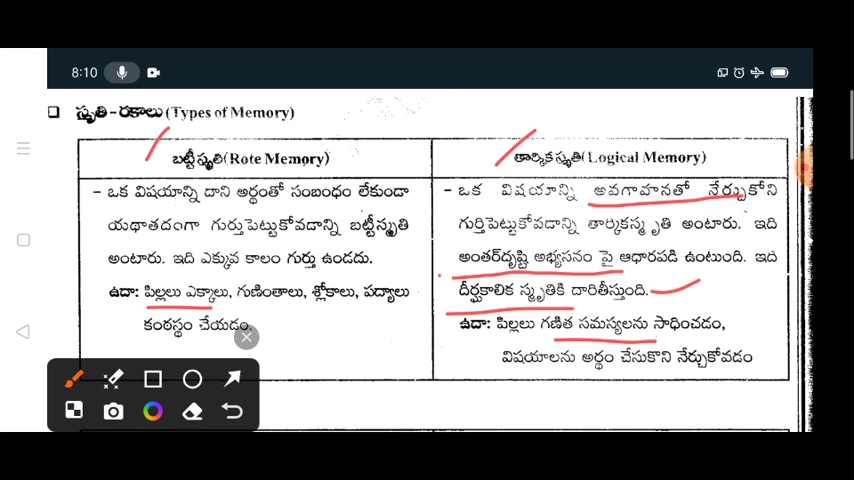 8:10
స్మృతి - రకాలు (Types of Memory)
బట్టీస్మృతి (Rote Memory)
- ఒక విషయాన్ని దాని అర్థంతో సంబంధం లేకుండా
యథాతదంగా గుర్తుపెట్టుకోవడాన్ని బట్టీస్మృతి
అంటారు. ఇది ఎక్కువ కాలం గుర్తు ఉండదు.
ఉదా: పిల్లలు ఎక్కాలు, గుణింతాలు, శ్లోకాలు, పద్యాలు
కంఠస్థం చేయడం.
తార్కికస్మృతి (Logical Memory)
- ఒక విషయాన్ని అవగాహనతో నేర్చుకోని
గుర్తిపెట్టుకోవడాన్ని తార్కికస్మృతి అంటారు. ఇది
అంతర్‌దృష్టి అభ్యసనం పై ఆధారపడి ఉంటుంది. ఇది
దీర్ఘకాలిక స్మృతికి దారితీస్తుంది.
ఉదా: పిల్లలు గణిత సమస్యలను సాధించడం,
విషయాలను అర్థం చేసుకొని నేర్చుకోవడం